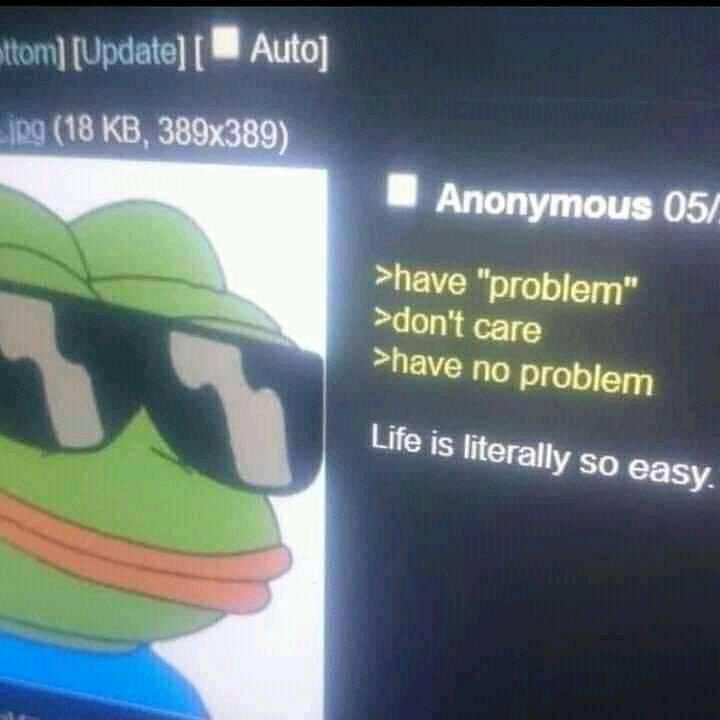 ottom] [Update] [ Auto]
.jpg (18 KB, 389x389)
Anonymous 05/
>have "problem"
>don't care
>have no problem
Life is literally so easy.